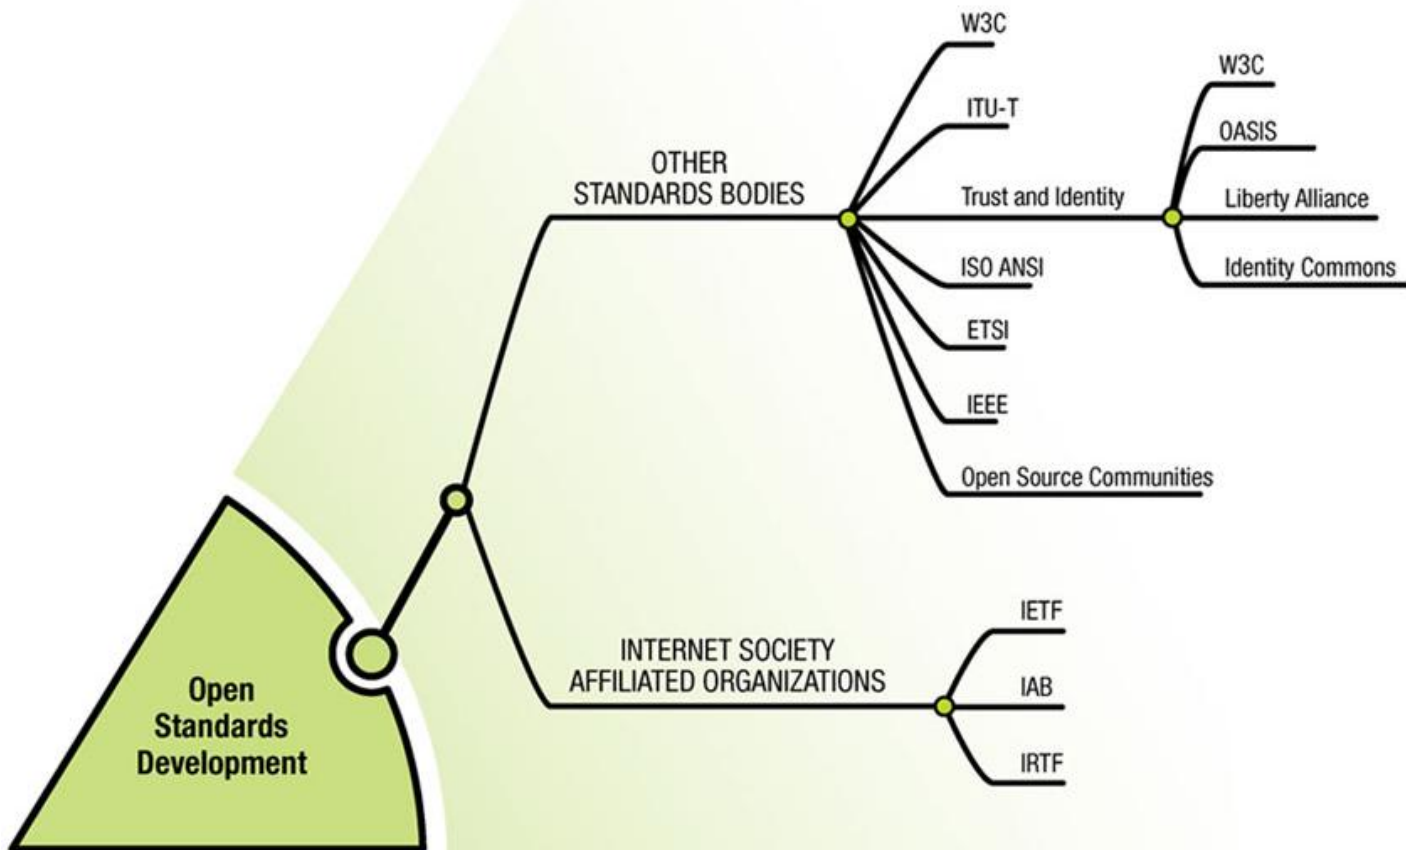 W3C
ITU-T
OTHER
STANDARDS BODIES
Trust and Identity
W3C
OASIS
Liberty Alliance
Identity Commons
ISO ANSI
ETSI
IEEE
Open Source Communities
INTERNET SOCIETY
AFFILIATED ORGANIZATIONS
IETF
IAB
IRTF
Open
Standards
Development